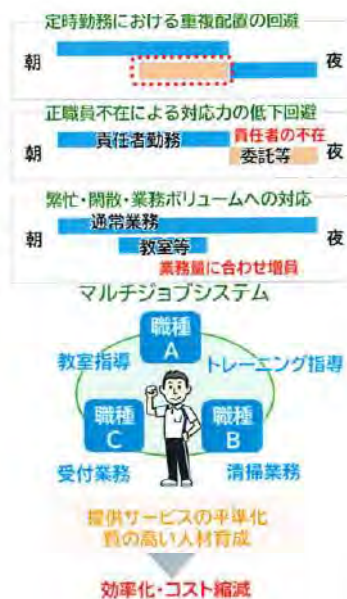 定時勤務における重複配置の回避
朝
夜
正職員不在による対応力の低下回避
朝
責任者勤務
責任者の不在
委託等
夜
繁忙・閑散・業務ボリュームへの対応
朝
通常業務
夜
教室等
業務量に合わせ増員
マルチジョブシステム
職種
A
教室指導
トレーニング指導
職種
C
職種
B
受付業務
清掃業務
提供サービスの平準化
質の高い人材育成
効率化・コスト縮減